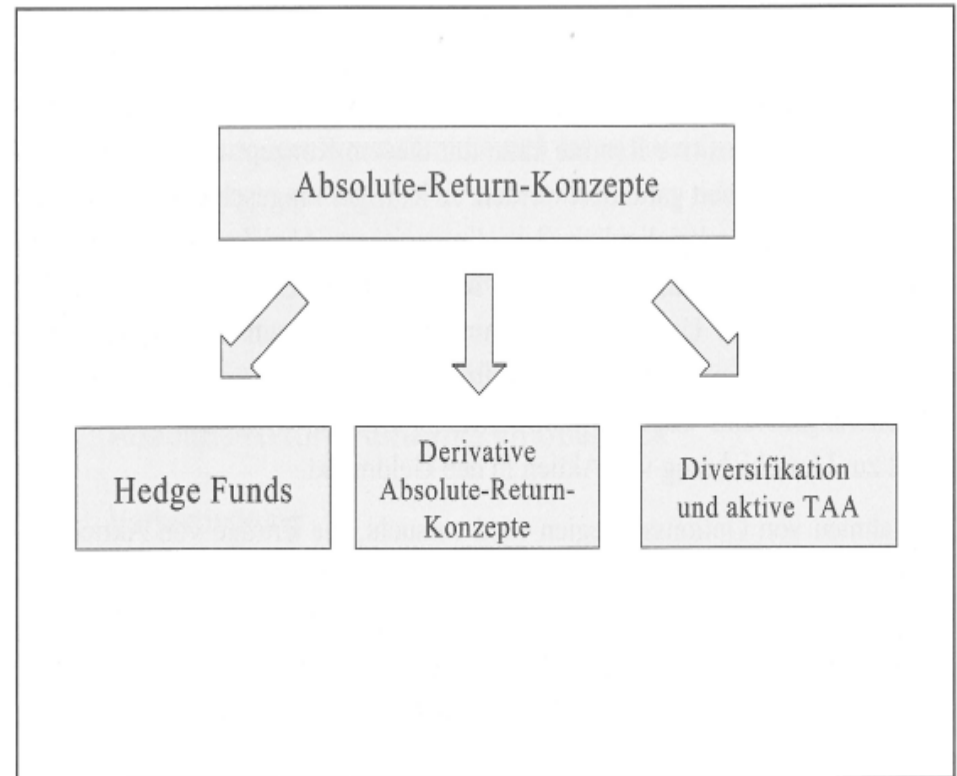 Absolute-Return-Konzepte
Hedge Funds
Derivative
Absolute-Return-
Konzepte
Diversifikation
und aktive TAA